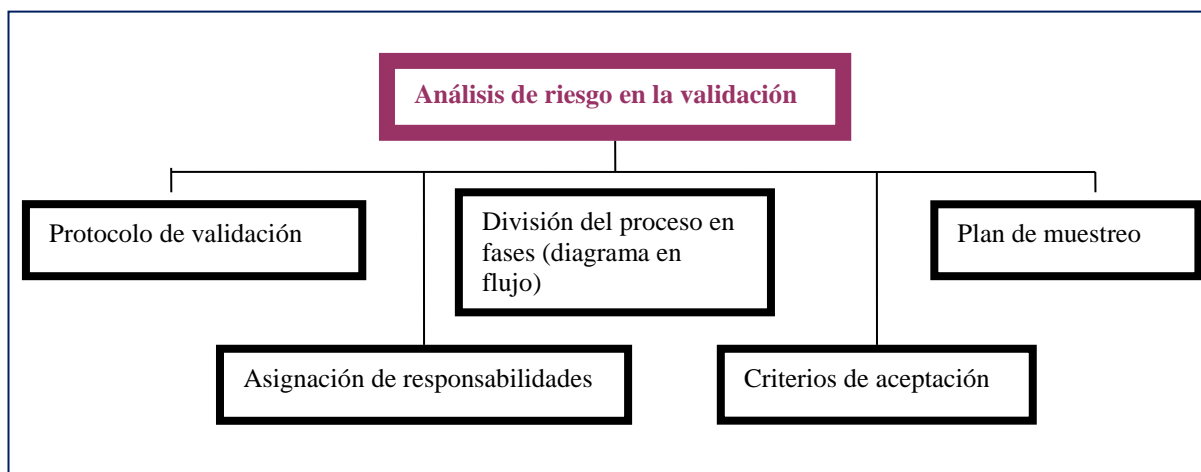 Análisis de riesgo en la validación
Protocolo de validación
División del proceso en
fases (diagrama en
flujo)
Plan de muestreo
Asignación de responsabilidades
Criterios de aceptación